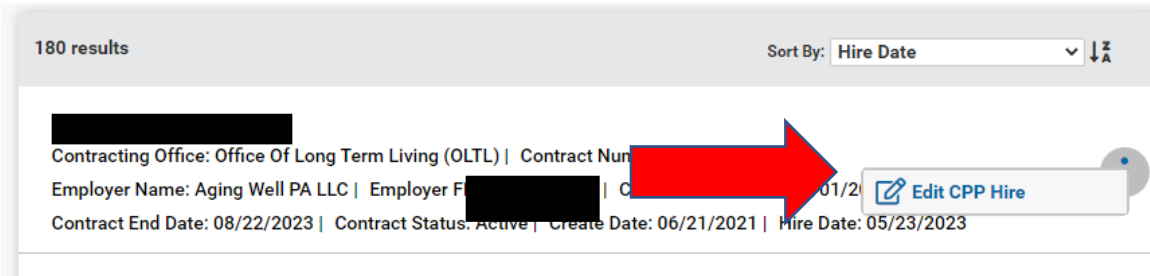 180 results
Sort By: Hire Date
Contracting Office: Office Of Long Term Living (OLTL) | Contract
Employer Name: Aging Well PA LLC | Employer
Edit CPP Hire
Contract End Date: 08/22/2023 | Contract Status: Active | Create Date: 06/21/2021 | Hire Date: 05/23/2023